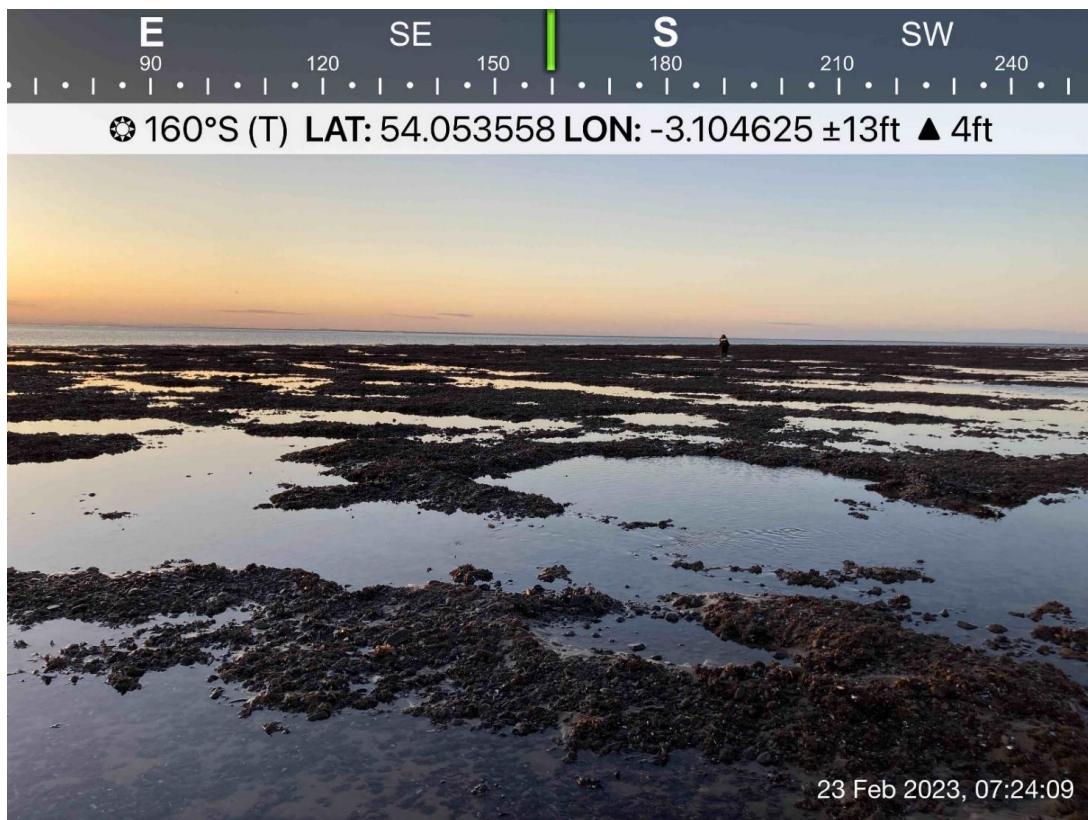 E SE S SW
90 120 150 180 210 240
160°S (T) LAT: 54.053558 LON: -3.104625 ±13ft ▲ 4ft
23 Feb 2023, 07:24:09